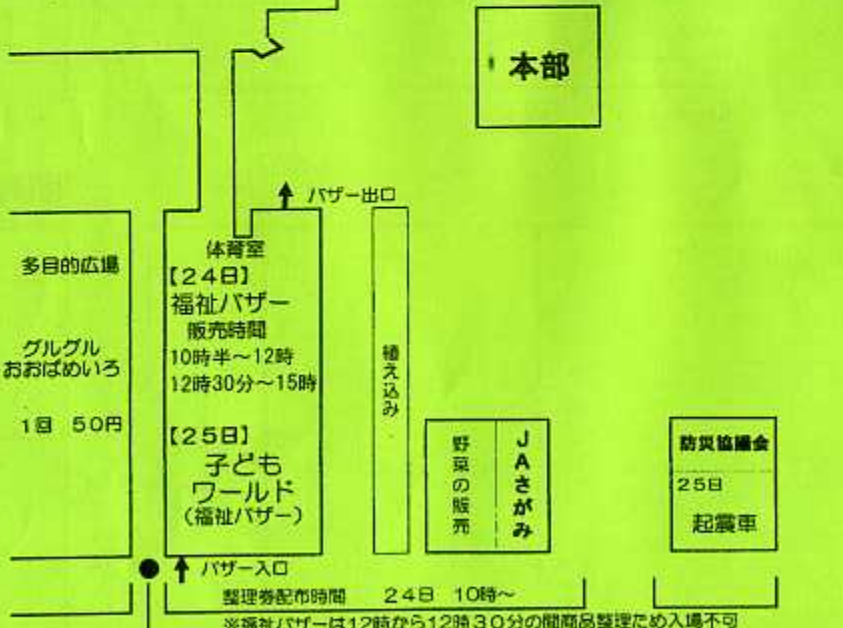 本部
バザー出口
多目的広場
グルグル
おおばめいろ
1回 50円
体育室
【24日】
福祉バザー
販売時間
10時半～12時
12時30分～15時
【25日】
子ども
ワールド
(福祉バザー)
植え込み
野菜の販売
JAさがみ
防災協議会
25日
起震車
バザー入口
整理券配布時間 24日 10時～
※福祉バザーは12時から12時30分の間商品整理ため入場不可